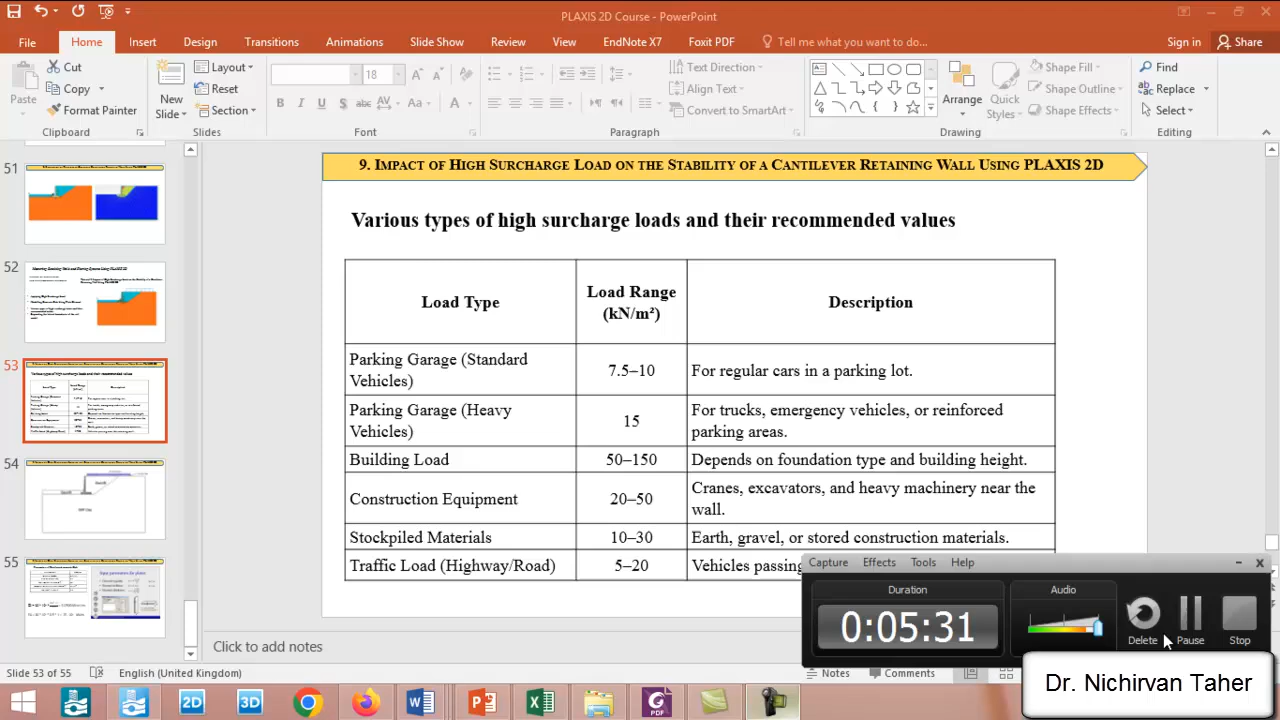 PLAXIS 2D Course - PowerPoint
File Home Insert Design Transitions Animations Slide Show Review View EndNote X7 Foxit PDF Tell me what you want to do... Sign in Share
Paste Cut Copy Format Painter Clipboard
New Slide Layout Reset Section Slides
18
B I U S abc AV Aa A Font
Text Direction Align Text Convert to SmartArt Paragraph
Arrange Quick Styles Shape Fill Shape Outline Shape Effects Drawing
Find Replace Select Editing
51
52
53
54
55
9. IMPACT OF HIGH SURCHARGE LOAD ON THE STABILITY OF A CANTILEVER RETAINING WALL USING PLAXIS 2D
Various types of high surcharge loads and their recommended values
Load Type Load Range (kN/m²) Description
Parking Garage (Standard Vehicles) 7.5–10 For regular cars in a parking lot.
Parking Garage (Heavy Vehicles) 15 For trucks, emergency vehicles, or reinforced parking areas.
Building Load 50–150 Depends on foundation type and building height.
Construction Equipment 20–50 Cranes, excavators, and heavy machinery near the wall.
Stockpiled Materials 10–30 Earth, gravel, or stored construction materials.
Traffic Load (Highway/Road) 5–20 Vehicles passing
Capture Effects Tools Help
Duration
0:05:31
Audio
Delete Pause Stop
Click to add notes
Slide 53 of 55 English (United Kingdom) Notes Comments
Dr. Nichirvan Taher
2D 3D PDF